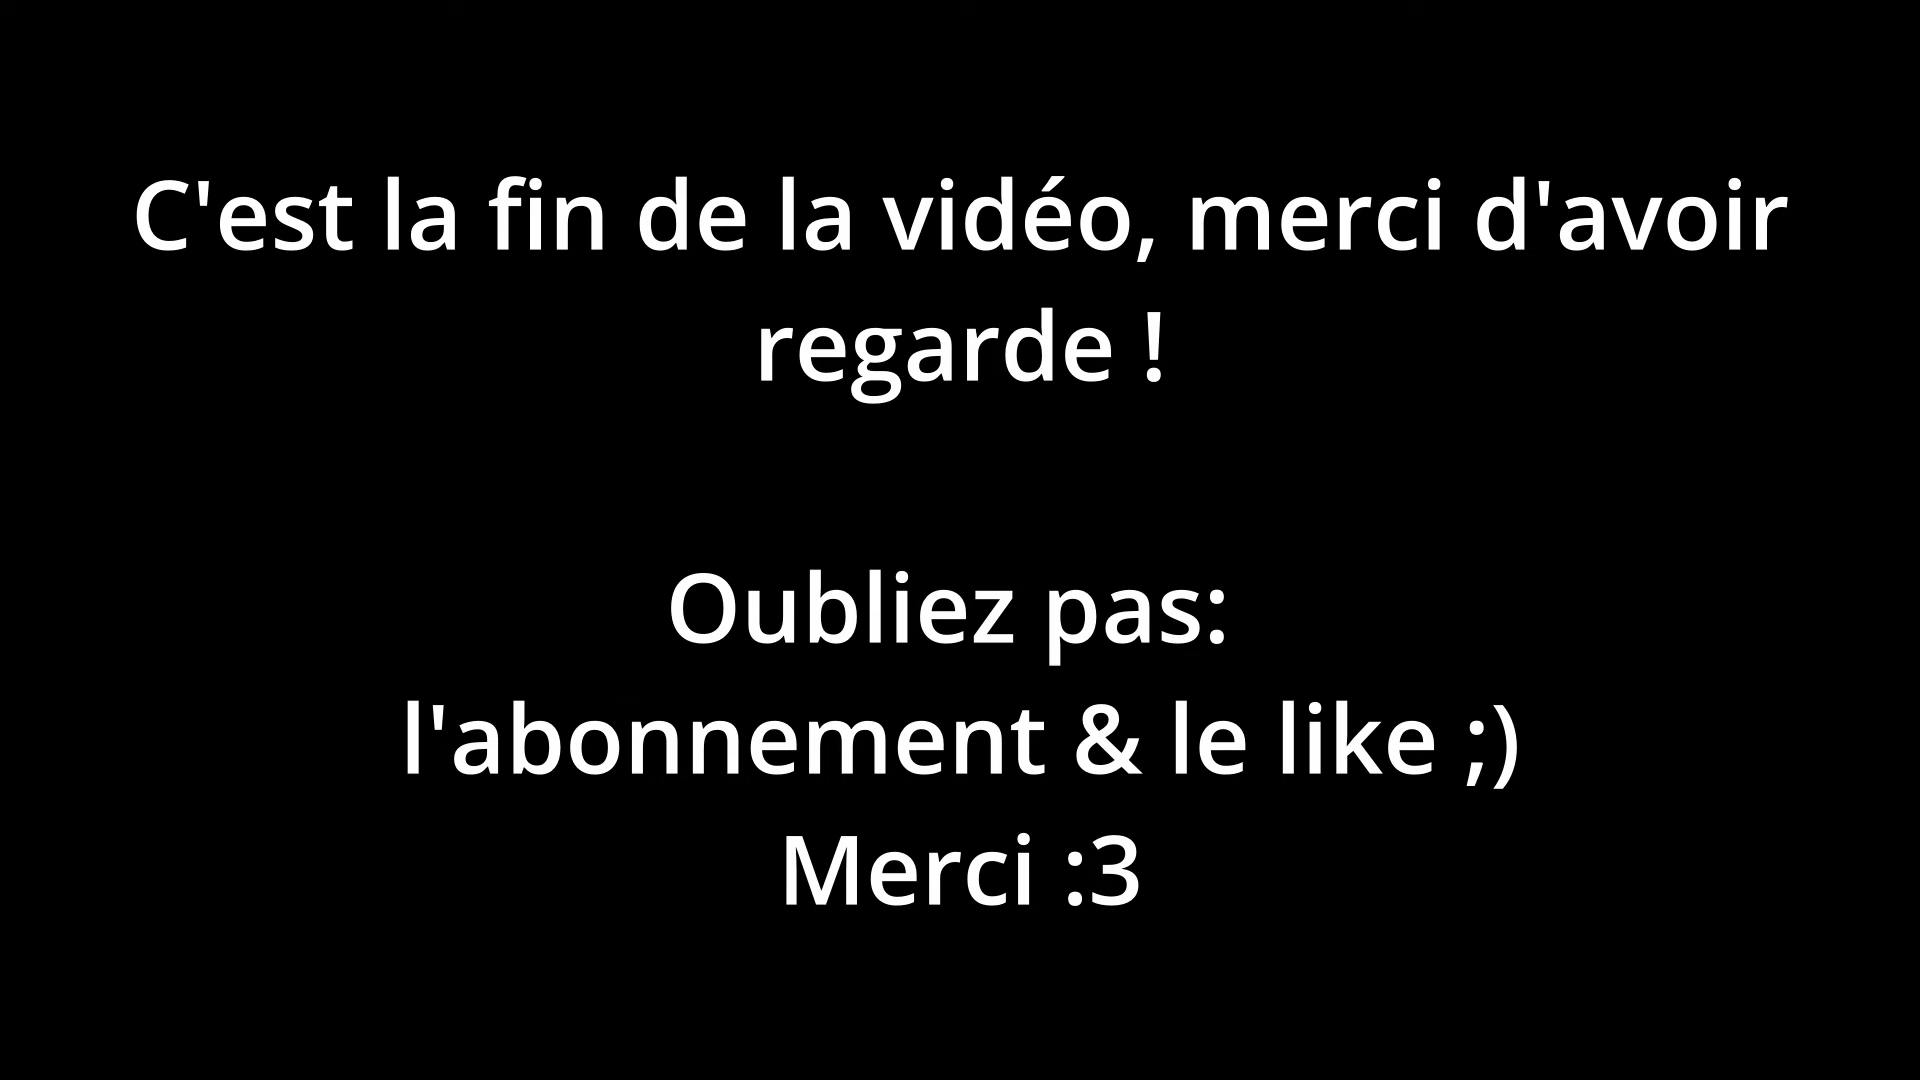 C'est la fin de la vidéo, merci d'avoir
regarde !
Oubliez pas:
l'abonnement & le like ;)
Merci :3